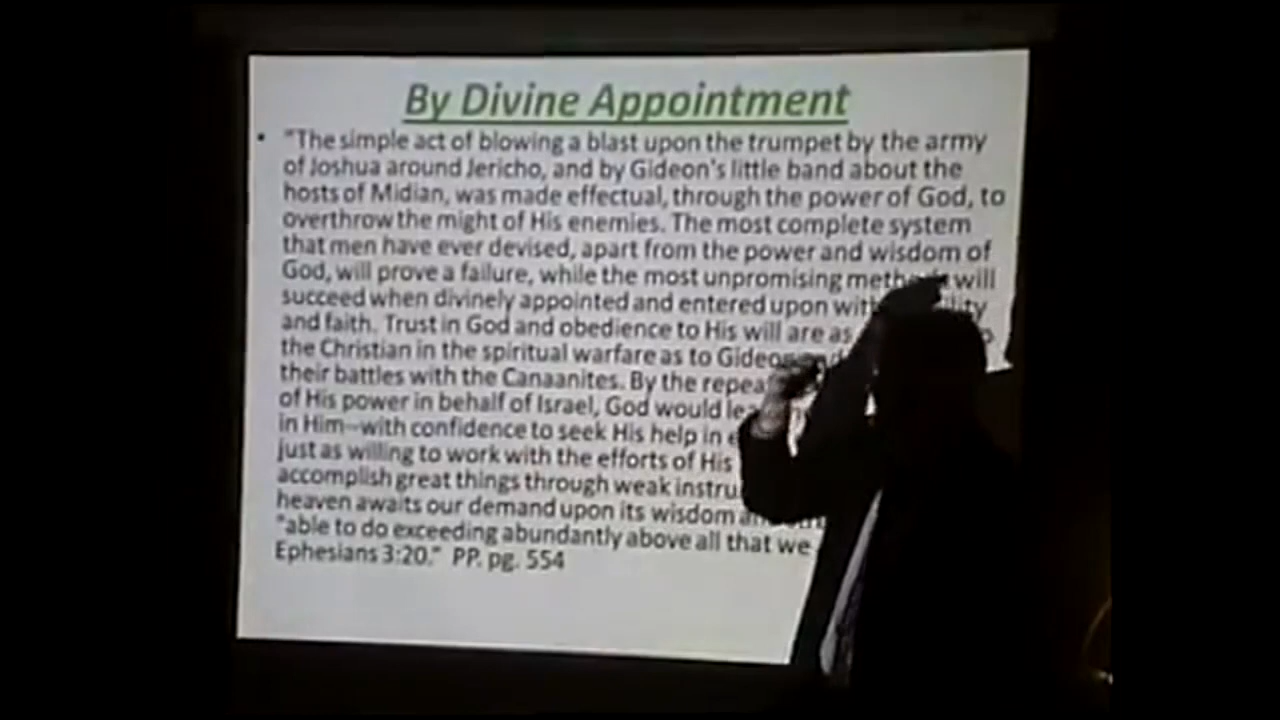 By Divine Appointment
• "The simple act of blowing a blast upon the trumpet by the army
of Joshua around Jericho, and by Gideon's little band about the
hosts of Midian, was made effectual, through the power of God, to
overthrow the might of His enemies. The most complete system
that men have ever devised, apart from the power and wisdom of
God, will prove a failure, while the most unpromising methods will
succeed when divinely appointed and entered upon with
and faith. Trust in God and obedience to His will are as
the Christian in the spiritual warfare as to Gideon and
their battles with the Canaanites. By the
of His power in behalf of Israel, God would
in Him--with confidence to seek His help in
just as willing to work with the efforts of His
accomplish great things through weak
heaven awaits our demand upon its wisdom
"able to do exceeding abundantly above all that we
Ephesians 3:20." PP. pg. 554